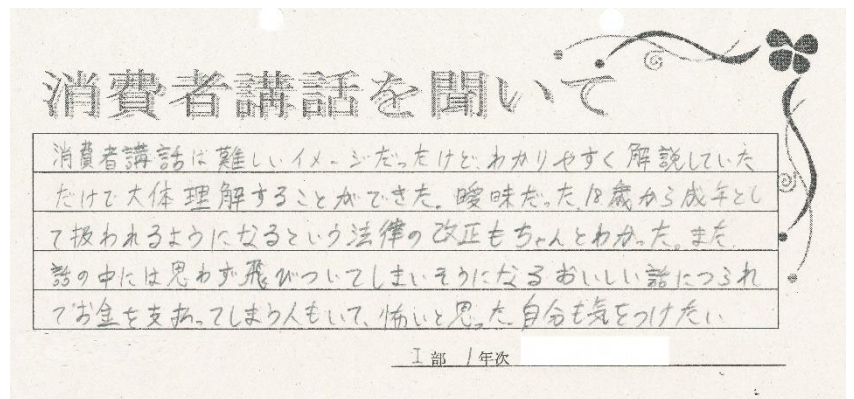 消費者講話を聞いて
消費者講話は難しいイメージだったけど、わかりやすく解説していた
だけで大体理解することができた。曖昧だった、18歳から成年とし
て扱われるようになるという法律の改正もちゃんとわかった。また、
話の中には思わず飛びついてしまいそうになるおいしい話につられ
てお金を支払ってしまう人もいて、怖いと思った。自分も気をつけたい
I部 1年次